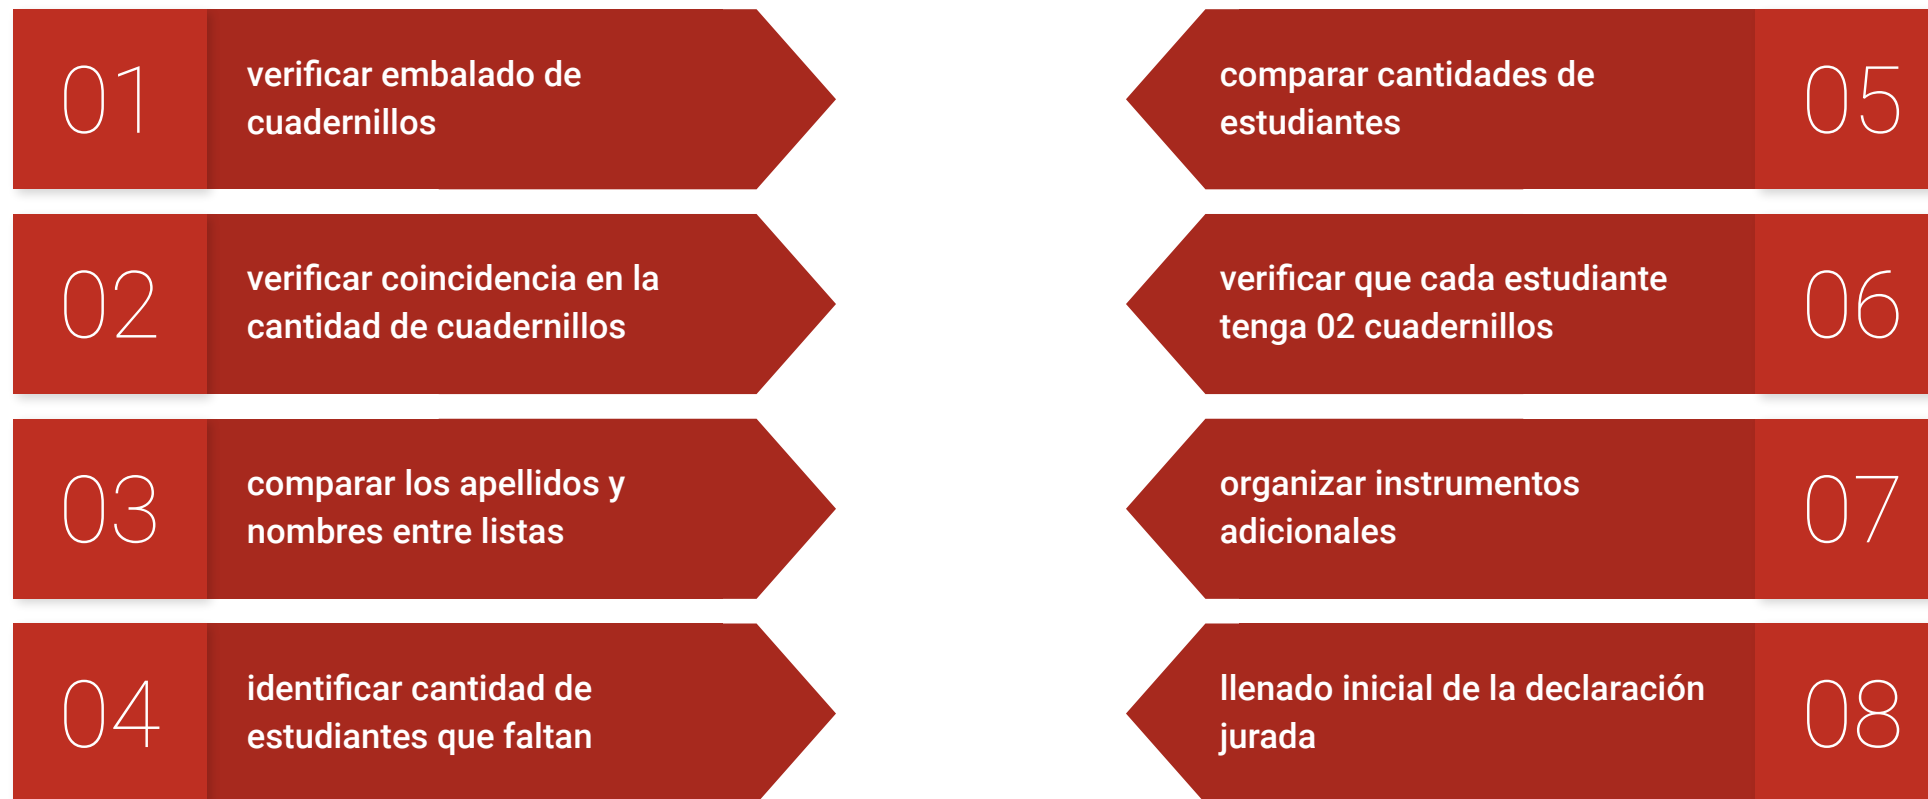 01
verificar embalado de
cuadernillos
02
verificar coincidencia en la
cantidad de cuadernillos
03
comparar los apellidos y
nombres entre listas
04
identificar cantidad de
estudiantes que faltan
comparar cantidades de
estudiantes
05
verificar que cada estudiante
tenga 02 cuadernillos
06
organizar instrumentos
adicionales
07
llenado inicial de la declaración
jurada
08